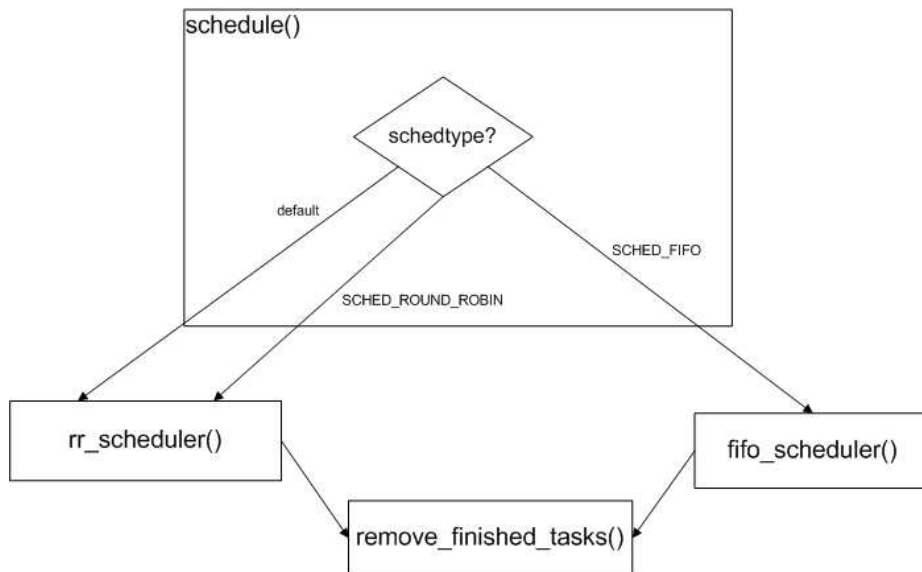 schedule()
schedtype?
default
SCHED_FIFO
SCHED_ROUND_ROBIN
rr_scheduler()
fifo_scheduler()
remove_finished_tasks()